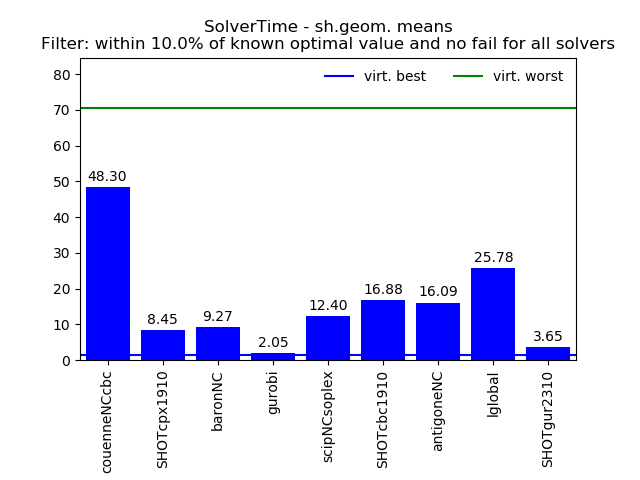 SolverTime - sh.geom. means
Filter: within 10.0% of known optimal value and no fail for all solvers
virt. best
virt. worst
80
70
60
50
40
30
20
10
0
48.30
8.45
9.27
2.05
12.40
16.88
16.09
25.78
3.65
couenneNCcbc
SHOTcpx1910
baronNC
gurobi
scipNCsoplex
SHOTcbc1910
antigoneNC
lglobal
SHOTgur2310